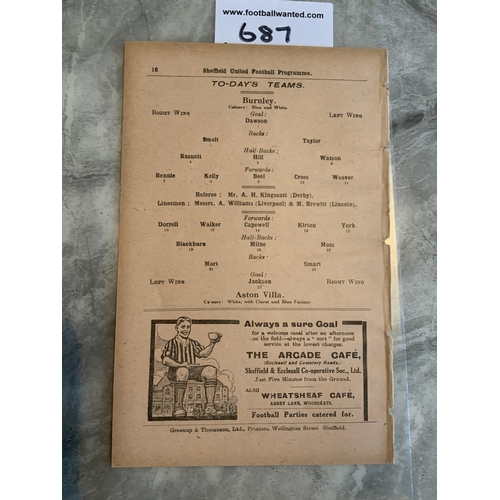 www.footballwanted.com
687
16 Sheffield United Football Programme.
TO-DAY'S TEAMS.
Burnley.
Colours: Blue and White.
RIGHT WING Goal: LEFT WING
Dawson
Backs:
Smelt Taylor
Half-Backs:
Bassnett Hill Watson
Forwards:
Rennie Kelly Beel Cross Weaver
Referee: Mr. A. H. Kingscott (Derby).
Linesmen: Messrs. A. Williams (Liverpool) & M. Brewitt (Lincoln).
Forwards:
Dorrell Walker Capewell Kirton York
Half-Backs:
Blackburn Milne Moss
Backs:
Mort Smart
Goal:
LEFT WING Jackson RIGHT WING
Aston Villa.
Colours: White, with Claret and Blue Facings
Always a sure Goal
for a welcome meal after an afternoon
on the field—always a "cert" for good
service at the lowest charges.
THE ARCADE CAFÉ,
(Ecclesall and Cemetery Roads.)
Sheffield & Ecclesall Co-operative Soc., Ltd.
Just Five Minutes from the Ground.
ALSO
WHEATSHEAF CAFE,
ABBEY LANE, WOODSEATS.
Football Parties catered for.
Greenup & Thompson, Ltd., Printers, Wellington Street Sheffield.